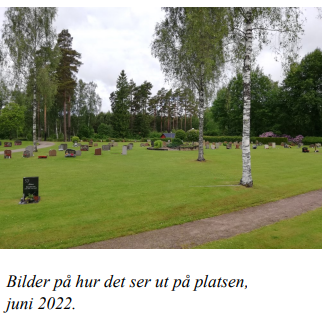 Bilder på hur det ser ut på platsen,
juni 2022.